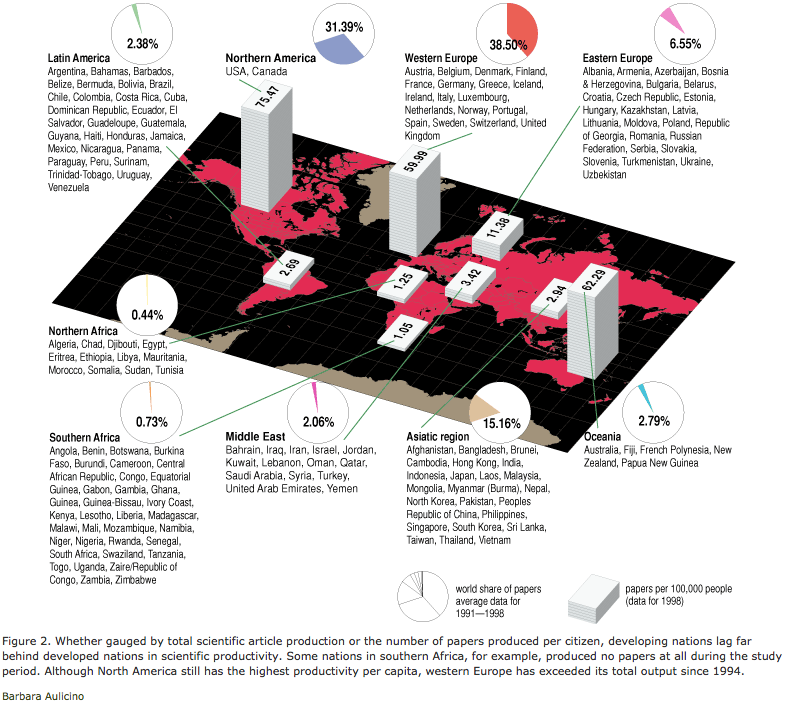 2.38%
Latin America
Argentina, Bahamas, Barbados,
Belize, Bermuda, Bolivia, Brazil,
Chile, Colombia, Costa Rica, Cuba,
Dominican Republic, Ecuador, El
Salvador, Guadeloupe, Guatemala,
Guyana, Haiti, Honduras, Jamaica,
Mexico, Nicaragua, Panama,
Paraguay, Peru, Surinam,
Trinidad-Tobago, Uruguay,
Venezuela
31.39%
Northern America
USA, Canada
38.50%
Western Europe
Austria, Belgium, Denmark, Finland,
France, Germany, Greece, Iceland,
Ireland, Italy, Luxembourg,
Netherlands, Norway, Portugal,
Spain, Sweden, Switzerland, United
Kingdom
6.55%
Eastern Europe
Albania, Armenia, Azerbaijan, Bosnia
& Herzegovina, Bulgaria, Belarus,
Croatia, Czech Republic, Estonia,
Hungary, Kazakhstan, Latvia,
Lithuania, Moldova, Poland, Republic
of Georgia, Romania, Russian
Federation, Serbia, Slovakia,
Slovenia, Turkmenistan, Ukraine,
Uzbekistan
75.47
59.99
11.38
2.69
1.25
3.42
2.94
62.29
1.05
0.44%
Northern Africa
Algeria, Chad, Djibouti, Egypt,
Eritrea, Ethiopia, Libya, Mauritania,
Morocco, Somalia, Sudan, Tunisia
0.73%
Southern Africa
Angola, Benin, Botswana, Burkina
Faso, Burundi, Cameroon, Central
African Republic, Congo, Equatorial
Guinea, Gabon, Gambia, Ghana,
Guinea, Guinea-Bissau, Ivory Coast,
Kenya, Lesotho, Liberia, Madagascar,
Malawi, Mali, Mozambique, Namibia,
Niger, Nigeria, Rwanda, Senegal,
South Africa, Swaziland, Tanzania,
Togo, Uganda, Zaire/Republic of
Congo, Zambia, Zimbabwe
2.06%
Middle East
Bahrain, Iraq, Iran, Israel, Jordan,
Kuwait, Lebanon, Oman, Qatar,
Saudi Arabia, Syria, Turkey,
United Arab Emirates, Yemen
15.16%
Asiatic region
Afghanistan, Bangladesh, Brunei,
Cambodia, Hong Kong, India,
Indonesia, Japan, Laos, Malaysia,
Mongolia, Myanmar (Burma), Nepal,
North Korea, Pakistan, Peoples
Republic of China, Philippines,
Singapore, South Korea, Sri Lanka,
Taiwan, Thailand, Vietnam
2.79%
Oceania
Australia, Fiji, French Polynesia, New
Zealand, Papua New Guinea
world share of papers
average data for
1991—1998
papers per 100,000 people
(data for 1998)
Figure 2. Whether gauged by total scientific article production or the number of papers produced per citizen, developing nations lag far
behind developed nations in scientific productivity. Some nations in southern Africa, for example, produced no papers at all during the study
period. Although North America still has the highest productivity per capita, western Europe has exceeded its total output since 1994.
Barbara Aulicino